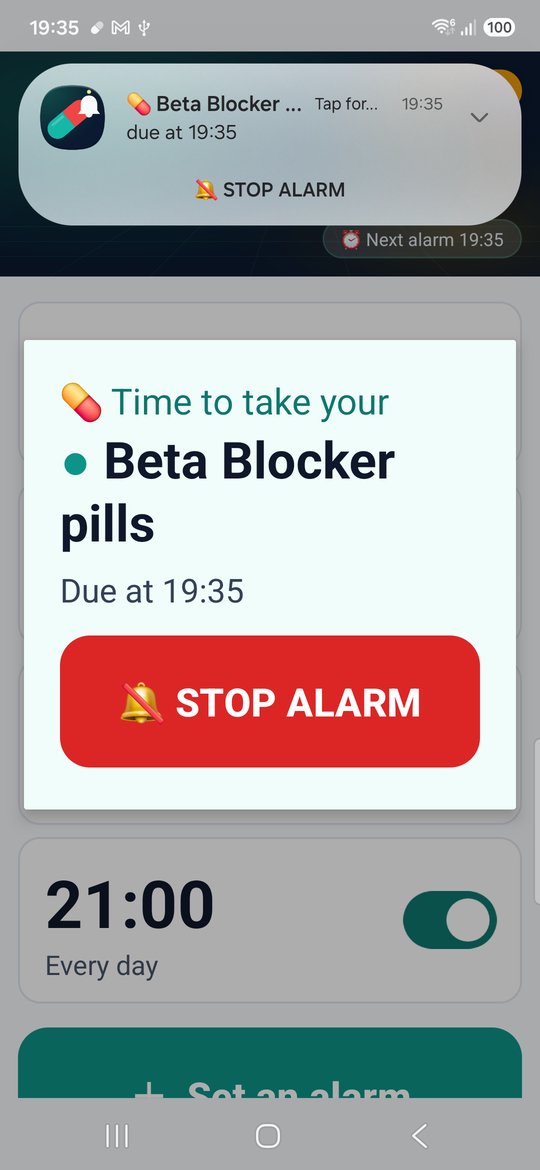 19:35
100
Beta Blocker ... Tap for... 19:35
due at 19:35
STOP ALARM
Next alarm 19:35
Time to take your
Beta Blocker
pills
Due at 19:35
STOP ALARM
21:00
Every day
+ Set an alarm